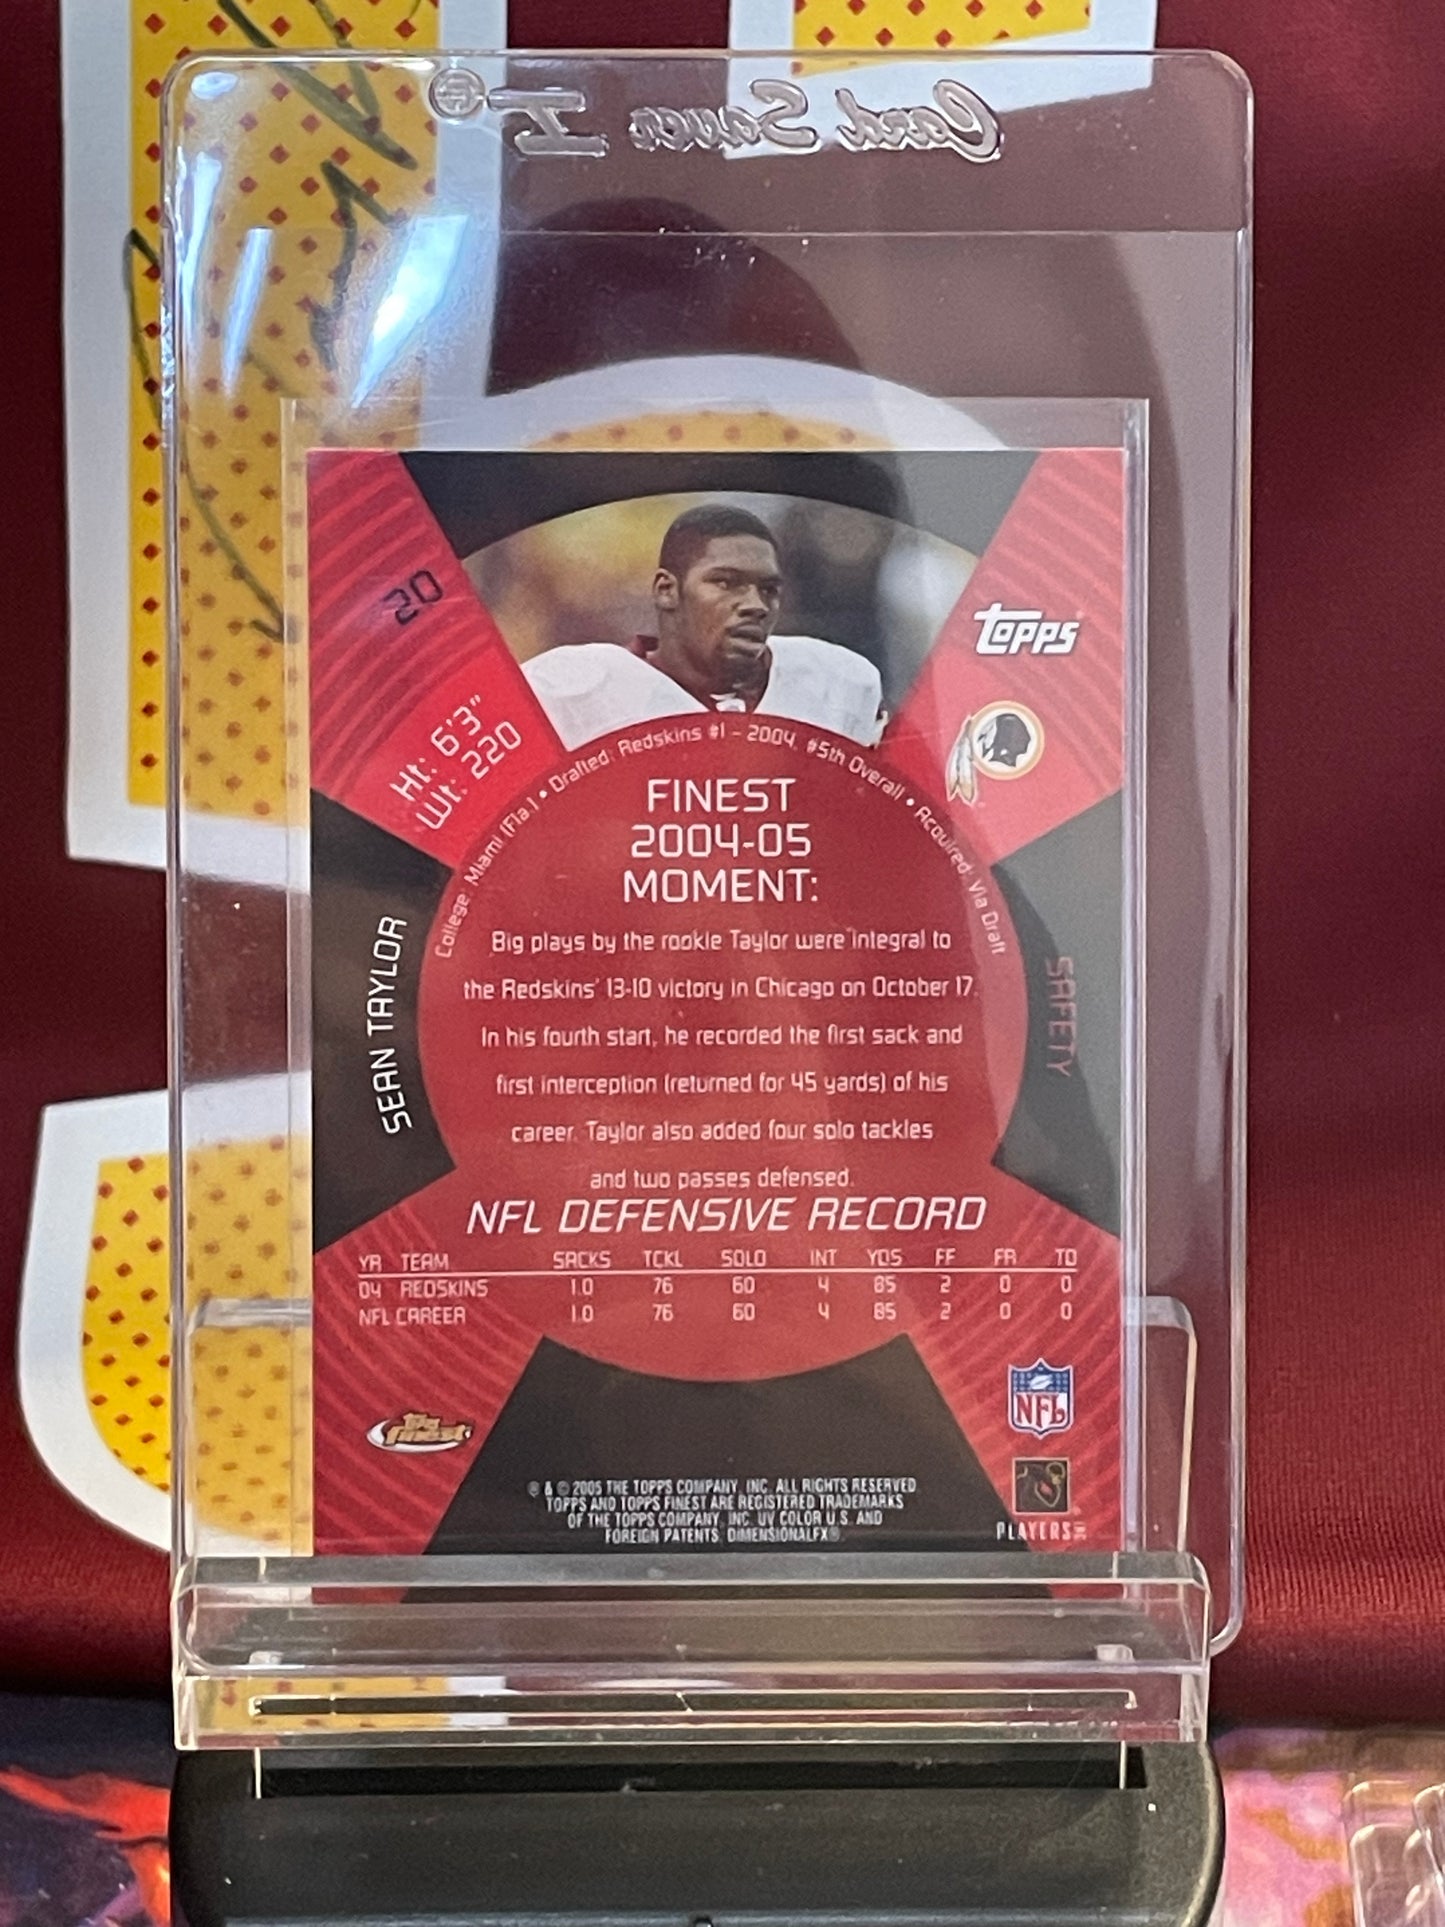 Card Saver I
20
Topps
Ht: 6'3"
Wt: 220
College: Miami (Fla.) • Drafted: Redskins #1 - 2004, #5th Overall • Acquired: Via Draft
FINEST
2004-05
MOMENT:
Big plays by the rookie Taylor were integral to
the Redskins' 13-10 victory in Chicago on October 17.
In his fourth start, he recorded the first sack and
first interception (returned for 45 yards) of his
career. Taylor also added four solo tackles
and two passes defensed.
SEAN TAYLOR
SAFETY
NFL DEFENSIVE RECORD
YR TEAM SACKS TCKL SOLO INT YDS FF FR TD
04 REDSKINS 1.0 76 60 4 85 2 0 0
NFL CAREER 1.0 76 60 4 85 2 0 0
Topps finest
NFL
PLAYERS INC
® & © 2005 THE TOPPS COMPANY, INC. ALL RIGHTS RESERVED
TOPPS AND TOPPS FINEST ARE REGISTERED TRADEMARKS
OF THE TOPPS COMPANY, INC. UV COLOR U.S. AND
FOREIGN PATENTS. DIMENSIONALFX®.